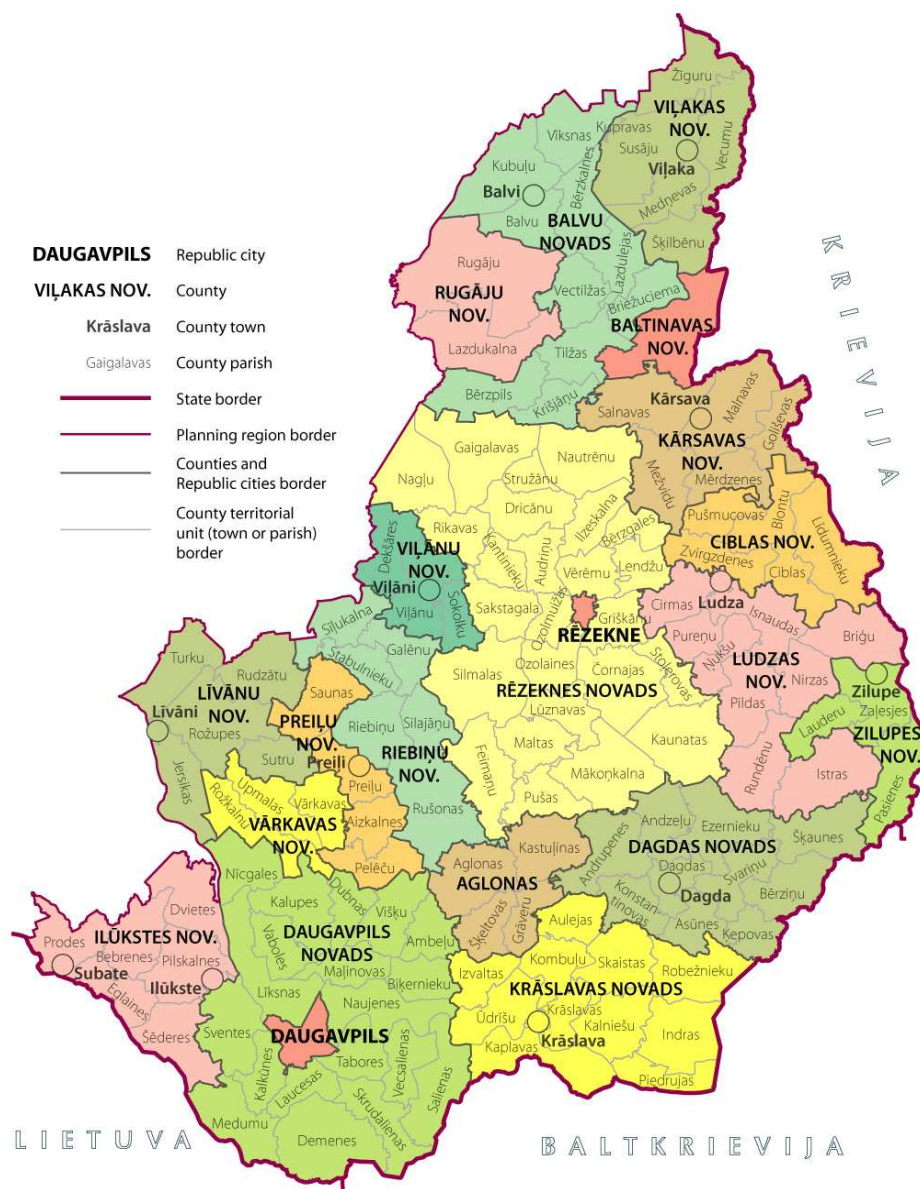 DAUGAVPILS Republic city
VIĻAKAS NOV. County
Krāslava County town
Gaigalavas County parish
State border
Planning region border
Counties and
Republic cities border
County territorial
unit (town or parish)
border
KRIEVIJA
LIETUVA
BALTKRIEVIJA
Žīguru
VIĻAKAS
NOV.
Kupravas
Susāju
Vecumu
Viļaka
Medņevas
Šķilbēnu
Vīksnas
Kubuļu
Bērzkalnes
Balvi
Balvu
BALVU
NOVADS
Lazdulejas
Vectilžas
Briežuciema
Tilžas
Bērzpils
Krišjāņu
Rugāju
RUGĀJU
NOV.
Lazdukalna
BALTINAVAS
NOV.
Kārsava
Salnavas
Malnavas
Goliševas
KĀRSAVAS
NOV.
Mežvidu
Mērdzenes
Pušmucovas
Blontu
Līdumnieku
CIBLAS NOV.
Zvirgzdenes
Ciblas
Gaigalavas
Nautrēnu
Nagļu
Stružānu
Dricānu
Rikavas
Kantinieku
Audriņu
Ilzeskalna
Bērzgales
Vērēmu
Lendžu
Sakstagala
Ozolmuižas
Griškānu
RĒZEKNE
Ozolaines
Čornajas
Stoļerovas
Silmalas
RĒZEKNES NOVADS
Lūznavas
Feimaņu
Maltas
Kaunatas
Mākoņkalna
Pušas
Dekšāres
VIĻĀNU
NOV.
Viļāni
Viļānu
Sokolku
Cirmas
Ludza
Isnaudas
Briģu
Pureņu
Ņukšu
LUDZAS
NOV.
Nirzas
Pildas
Rundēnu
Istras
Zilupe
Zaļesjes
Lauderu
ZILUPES
NOV.
Pasienes
Sīlukalna
Stabulnieku
Galēnu
Riebiņu
Silajāņu
RIEBIŅU
NOV.
Rušonas
Turku
Rudzātu
LĪVĀNU
NOV.
Līvāni
Rožupes
Sutru
Jersikas
Saunas
PREIĻU
NOV.
Preiļi
Preiļu
Aizkalnes
Pelēču
Rožkalnu
Upmalas
Vārkavas
VĀRKAVAS
NOV.
Aglonas
Kastuļinas
AGLONAS
Šķeltovas
Grāveru
Andzeļu
Ezernieku
Šķaunes
Andrupenes
DAGDAS NOVADS
Dagdas
Svariņu
Dagda
Bērziņu
Konstan-
tinovas
Asūnes
Ķepovas
Nīcgales
Dubnas
Kalupes
Višķu
DAUGAVPILS
NOVADS
Vaboles
Ambeļu
Maļinovas
Biķernieku
Līksnas
Naujenes
Sventes
DAUGAVPILS
Tabores
Kalkūnes
Vecsalienas
Laucesas
Skrudalienas
Salienas
Medumu
Demenes
Dvietes
ILŪKSTES NOV.
Prodes
Bebrenes
Pilskalnes
Subate
Ilūkste
Eglaines
Šēderes
Aulejas
Kombuļu
Skaistas
Izvaltas
Robežnieku
KRĀSLAVAS NOVADS
Krāslavas
Ūdrīšu
Kalniešu
Krāslava
Indras
Kaplavas
Piedrujas